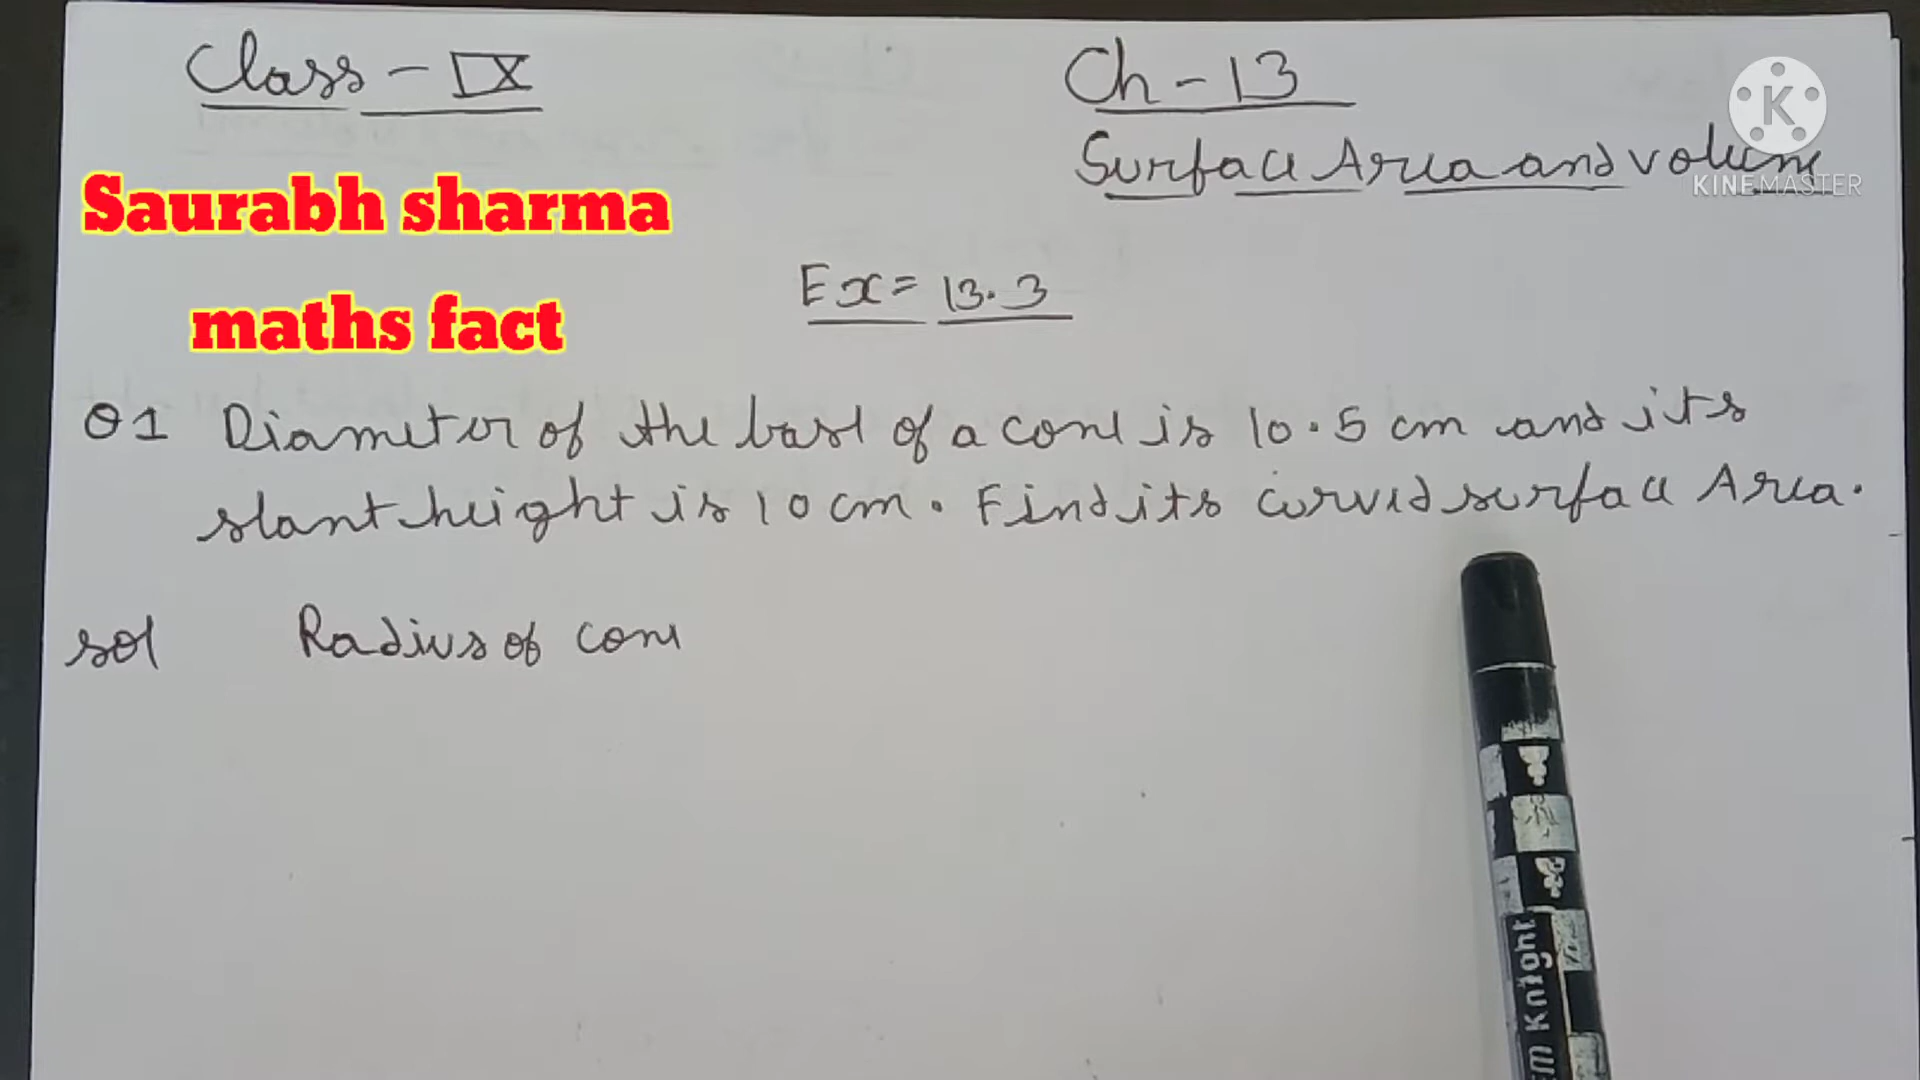 Class - IX
Ch - 13
Surface Area and volume
KINEMASTER
Saurabh sharma
maths fact
Ex = 13.3
Q1 Diameter of the base of a cone is 10.5 cm and its
slant height is 10 cm. Find its curved surface Area.
sol Radius of cone
Knight